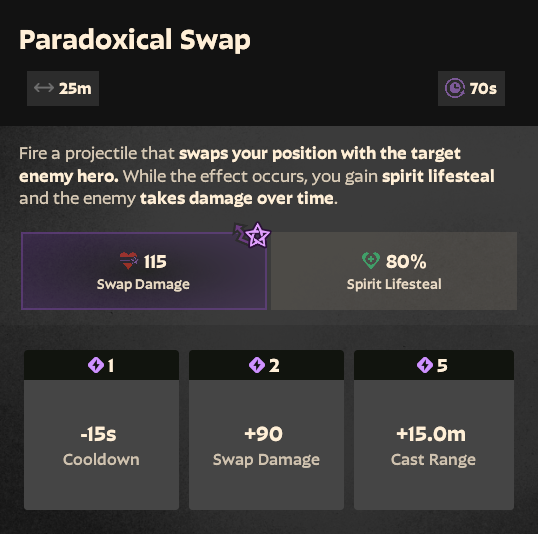 Paradoxical Swap
25m
70s
Fire a projectile that swaps your position with the target
enemy hero. While the effect occurs, you gain spirit lifesteal
and the enemy takes damage over time.
115
Swap Damage
80%
Spirit Lifesteal
1
-15s
Cooldown
2
+90
Swap Damage
5
+15.0m
Cast Range